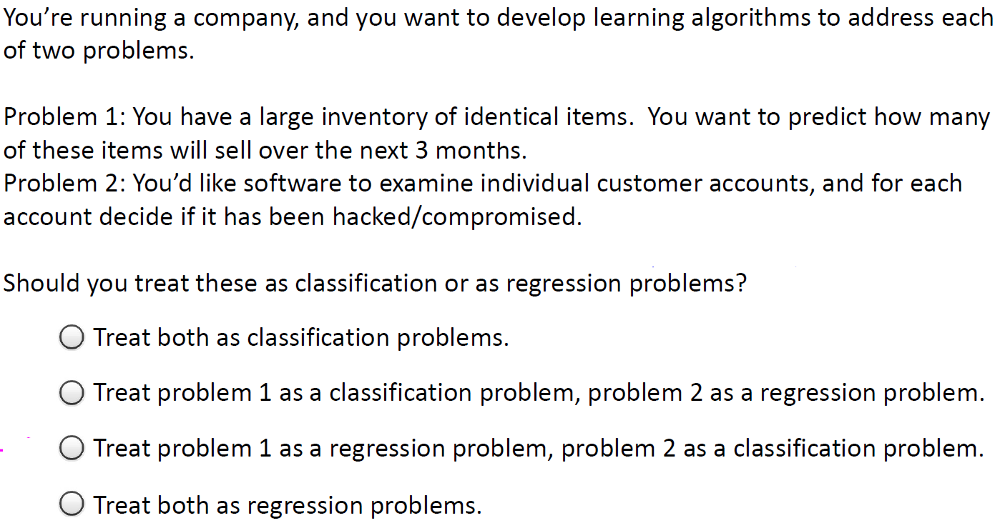 You’re running a company, and you want to develop learning algorithms to address each
of two problems.
Problem 1: You have a large inventory of identical items.  You want to predict how many
of these items will sell over the next 3 months.
Problem 2: You’d like software to examine individual customer accounts, and for each
account decide if it has been hacked/compromised.
Should you treat these as classification or as regression problems?
Treat both as classification problems.
Treat problem 1 as a classification problem, problem 2 as a regression problem.
Treat problem 1 as a regression problem, problem 2 as a classification problem.
Treat both as regression problems.